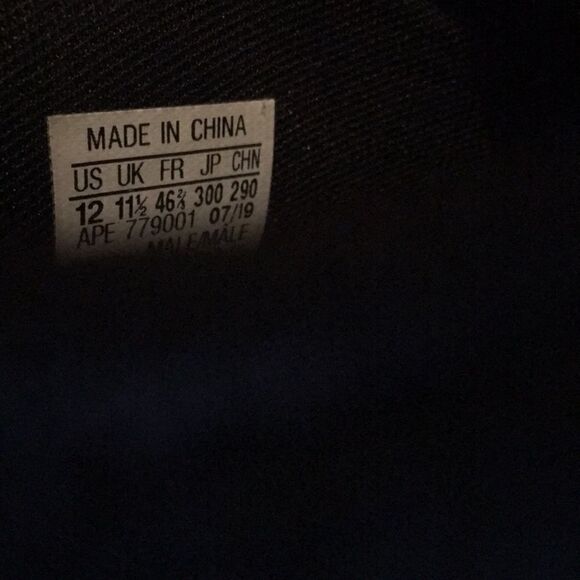 MADE IN CHINA
US UK FR JP CHN
12 11½ 46⅔ 300 290
APE 779001 07/19
MALE/MÂLE